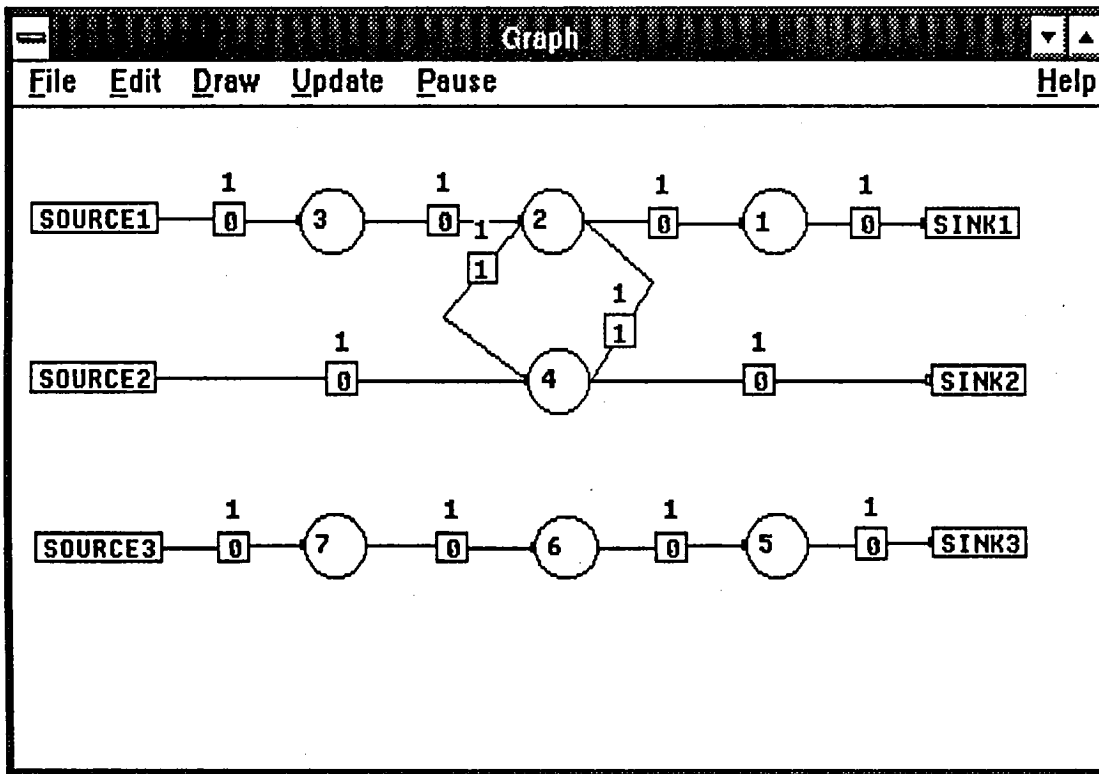 Graph
File Edit Draw Update Pause Help
1 1 1 1
SOURCE1 0 3 0 2 0 1 0 SINK1
1
1
1
1
1 1
SOURCE2 0 4 0 SINK2
1 1 1 1
SOURCE3 0 7 0 6 0 5 0 SINK3